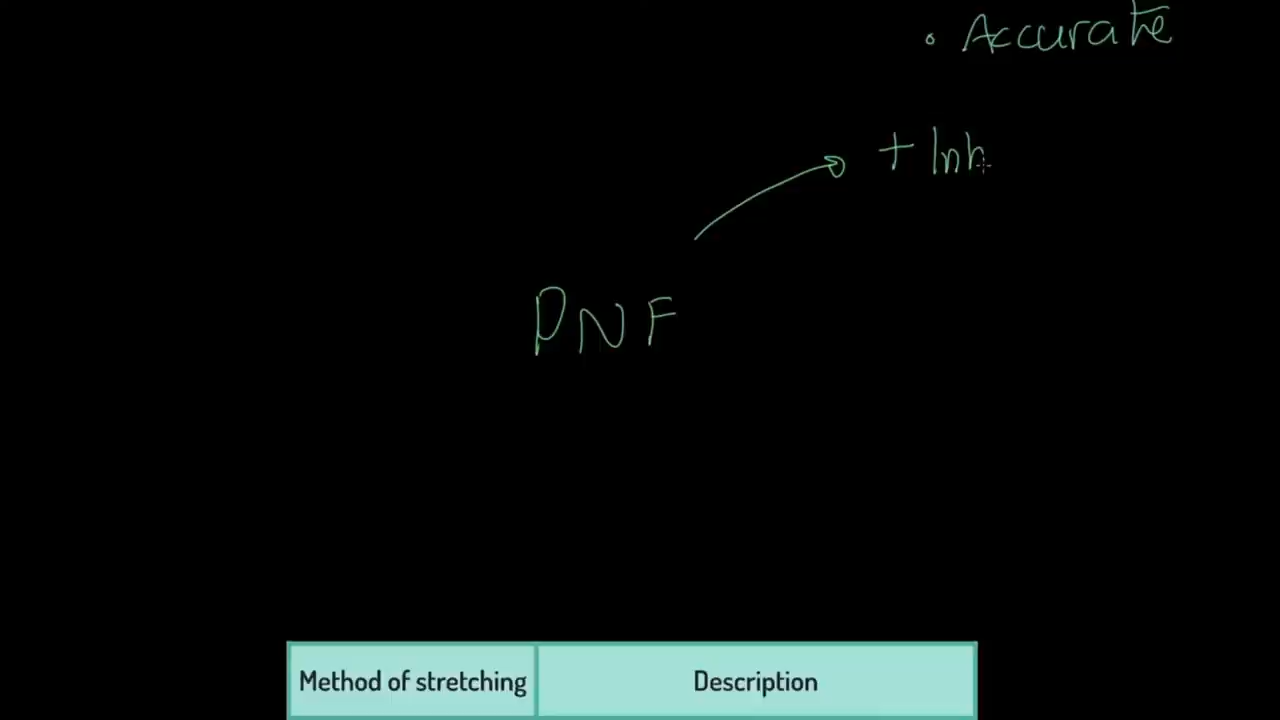 • Accurate
+ Inh
PNF
Method of stretching
Description